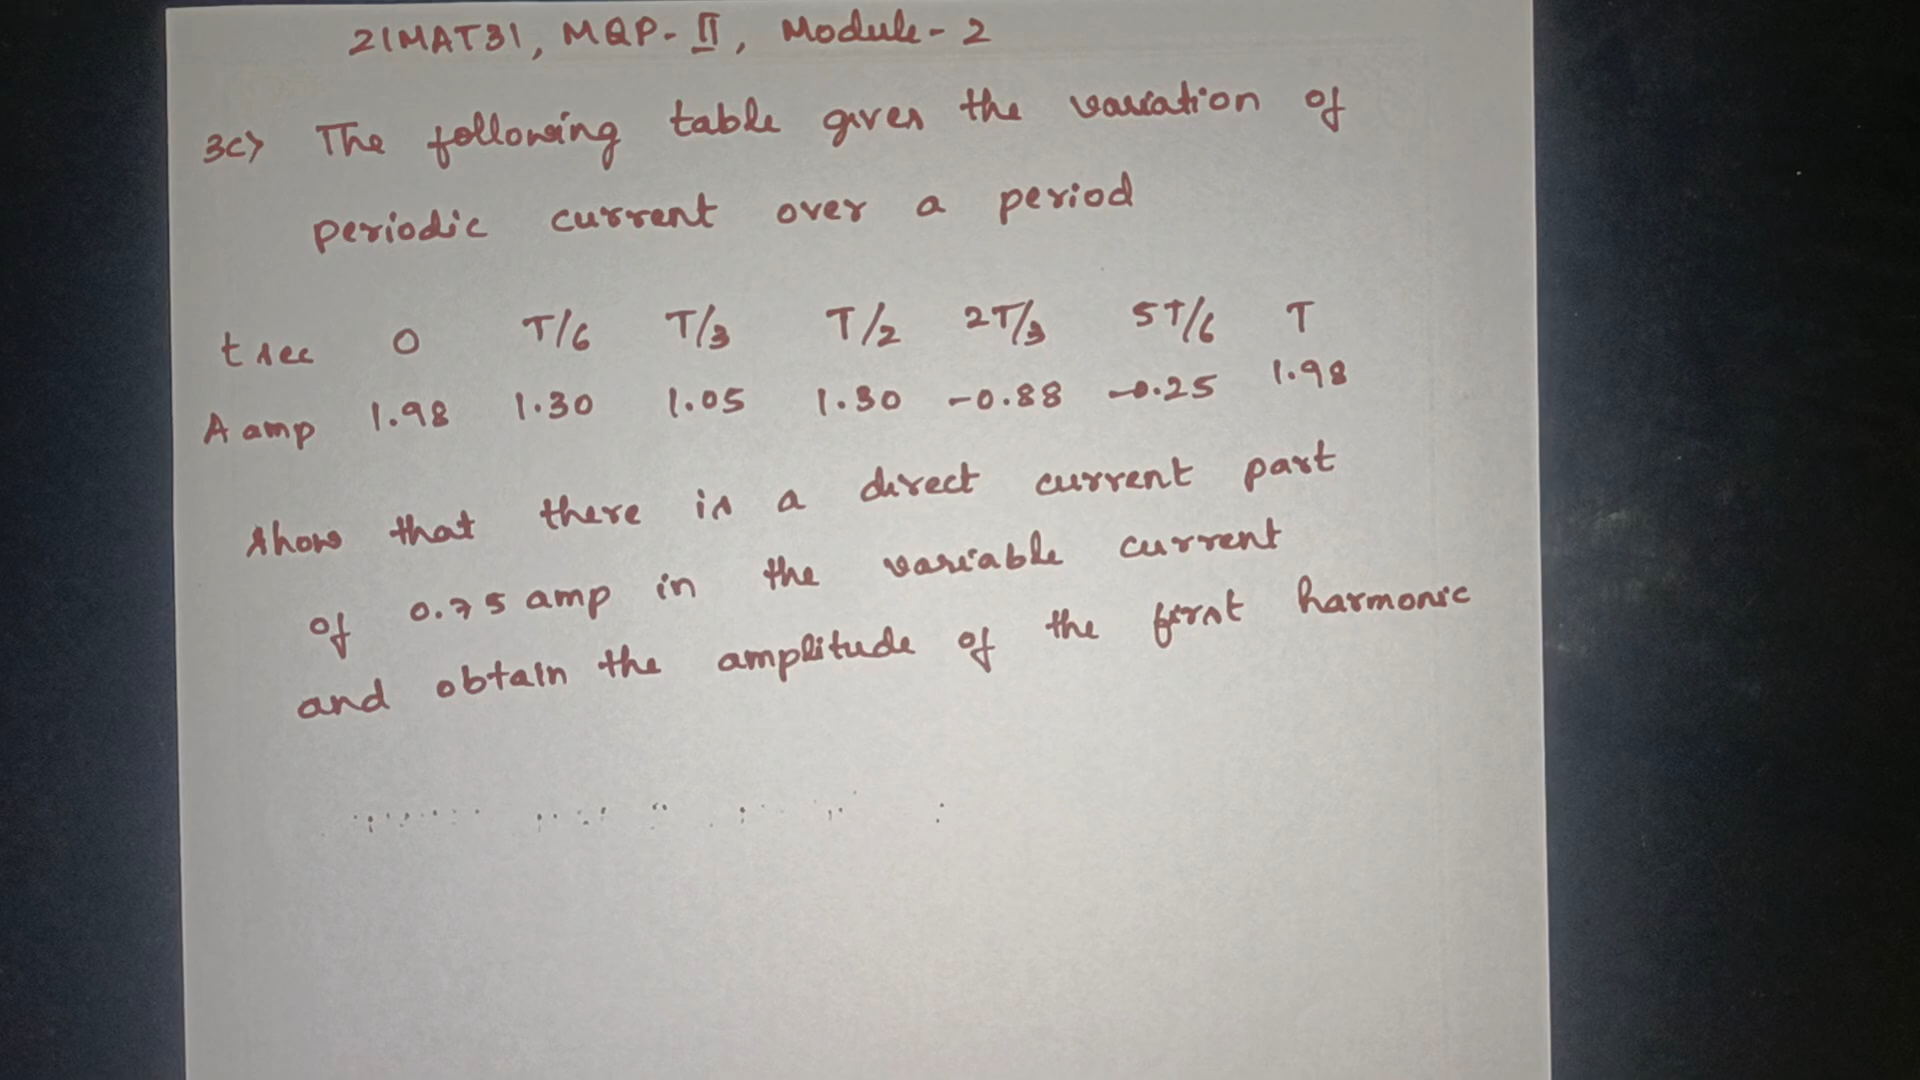 21MAT31, MQP-II, Module-2
3c> The following table gives the variation of
periodic current over a period
t sec 0 T/6 T/3 T/2 2T/3 5T/6 T
A amp 1.98 1.30 1.05 1.30 -0.88 -0.25 1.98
Show that there is a direct current part
of 0.75 amp in the variable current
and obtain the amplitude of the first harmonic